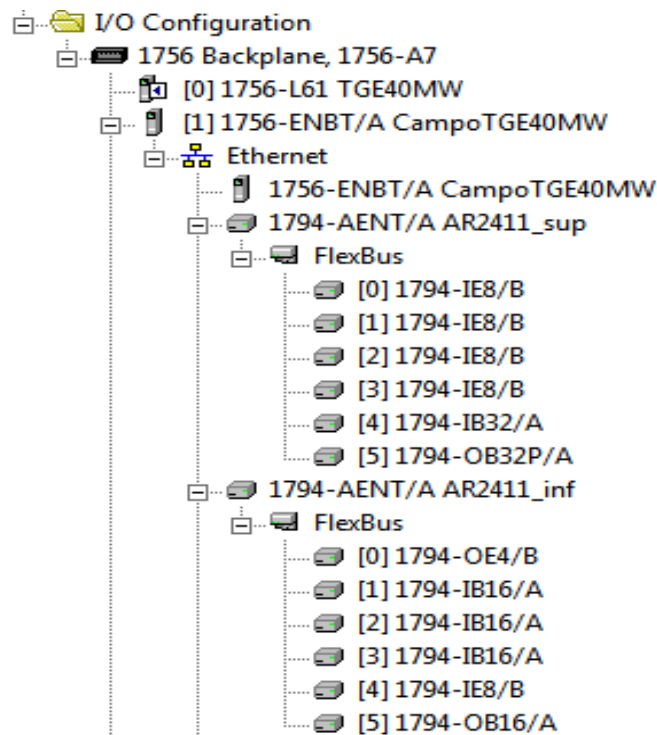 I/O Configuration
1756 Backplane, 1756-A7
[0] 1756-L61 TGE40MW
[1] 1756-ENBT/A CampoTGE40MW
Ethernet
1756-ENBT/A CampoTGE40MW
1794-AENT/A AR2411_sup
FlexBus
[0] 1794-IE8/B
[1] 1794-IE8/B
[2] 1794-IE8/B
[3] 1794-IE8/B
[4] 1794-IB32/A
[5] 1794-OB32P/A
1794-AENT/A AR2411_inf
FlexBus
[0] 1794-OE4/B
[1] 1794-IB16/A
[2] 1794-IB16/A
[3] 1794-IB16/A
[4] 1794-IE8/B
[5] 1794-OB16/A